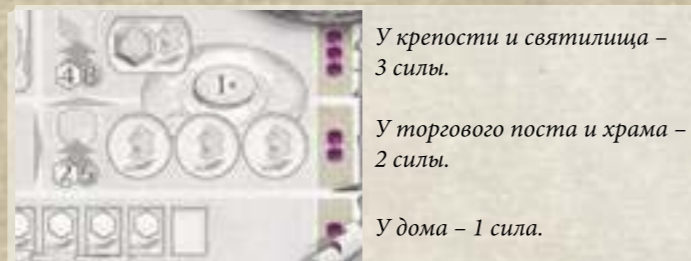 У крепости и святилища –
3 силы.
У торгового поста и храма –
2 силы.
У дома – 1 сила.